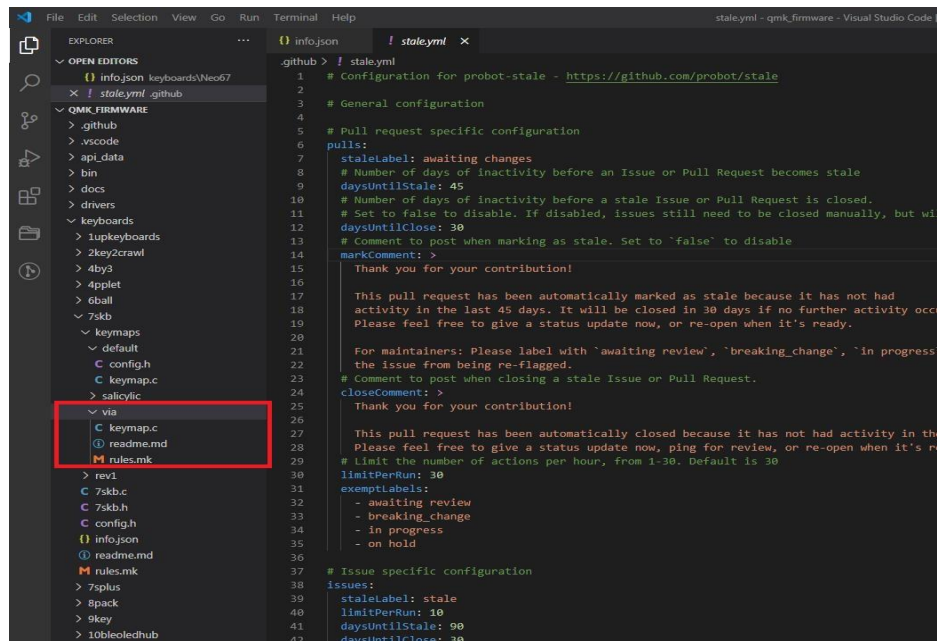 File Edit Selection View Go Run Terminal Help
stale.yml - qmk_firmware - Visual Studio Code
EXPLORER
...
OPEN EDITORS
{} info.json keyboards\Neo67
× ! stale.yml .github
QMK_FIRMWARE
> .github
> .vscode
> api_data
> bin
> docs
> drivers
keyboards
> 1upkeyboards
> 2key2crawl
> 4by3
> 4pplet
> 6ball
7skb
keymaps
default
C config.h
C keymap.c
> salicylic
via
C keymap.c
readme.md
M rules.mk
> rev1
C 7skb.c
C 7skb.h
C config.h
{} info.json
readme.md
M rules.mk
> 7splus
> 8pack
> 9key
> 10bleoledhub
{} info.json
! stale.yml ×
.github > ! stale.yml
1 # Configuration for probot-stale - https://github.com/probot/stale
2
3 # General configuration
4
5 # Pull request specific configuration
6 pulls:
7 staleLabel: awaiting changes
8 # Number of days of inactivity before an Issue or Pull Request becomes stale
9 daysUntilStale: 45
10 # Number of days of inactivity before a stale Issue or Pull Request is closed.
11 # Set to false to disable. If disabled, issues still need to be closed manually, but wi
12 daysUntilClose: 30
13 # Comment to post when marking as stale. Set to `false` to disable
14 markComment: >
15 Thank you for your contribution!
16
17 This pull request has been automatically marked as stale because it has not had
18 activity in the last 45 days. It will be closed in 30 days if no further activity occu
19 Please feel free to give a status update now, or re-open when it's ready.
20
21 For maintainers: Please label with `awaiting review`, `breaking_change`, `in progress
22 the issue from being re-flagged.
23 # Comment to post when closing a stale Issue or Pull Request.
24 closeComment: >
25 Thank you for your contribution!
26
27 This pull request has been automatically closed because it has not had activity in the
28 Please feel free to give a status update now, ping for review, or re-open when it's r
29 # Limit the number of actions per hour, from 1-30. Default is 30
30 limitPerRun: 30
31 exemptLabels:
32 - awaiting review
33 - breaking_change
34 - in progress
35 - on hold
36
37 # Issue specific configuration
38 issues:
39 staleLabel: stale
40 limitPerRun: 10
41 daysUntilStale: 90
42 daysUntilClose: 30